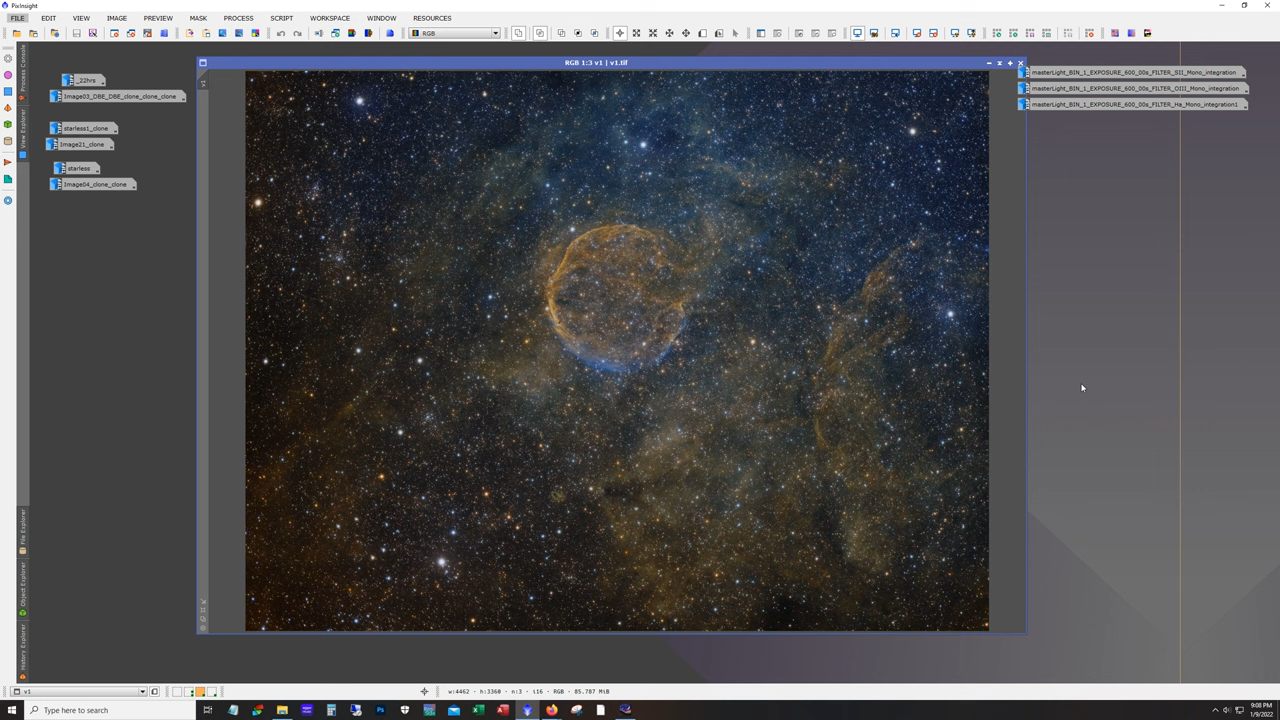 PixInsight
FILE EDIT VIEW IMAGE PREVIEW MASK PROCESS SCRIPT WORKSPACE WINDOW RESOURCES
RGB
RGB 1:3 v1 | v1.tif
Process Console
View Explorer
File Explorer
Object Explorer
History Explorer
_22hrs
Image03_DBE_DBE_clone_clone_clone
starless1_clone
Image21_clone
starless
Image04_clone_clone
v1
masterLight_BIN_1_EXPOSURE_600_00s_FILTER_SII_Mono_integration
masterLight_BIN_1_EXPOSURE_600_00s_FILTER_OIII_Mono_integration
masterLight_BIN_1_EXPOSURE_600_00s_FILTER_Ha_Mono_integration1
v1
w:4462 · h:3360 · n:3 · i16 · RGB · 85.787 MiB
Type here to search
9:08 PM
1/9/2022